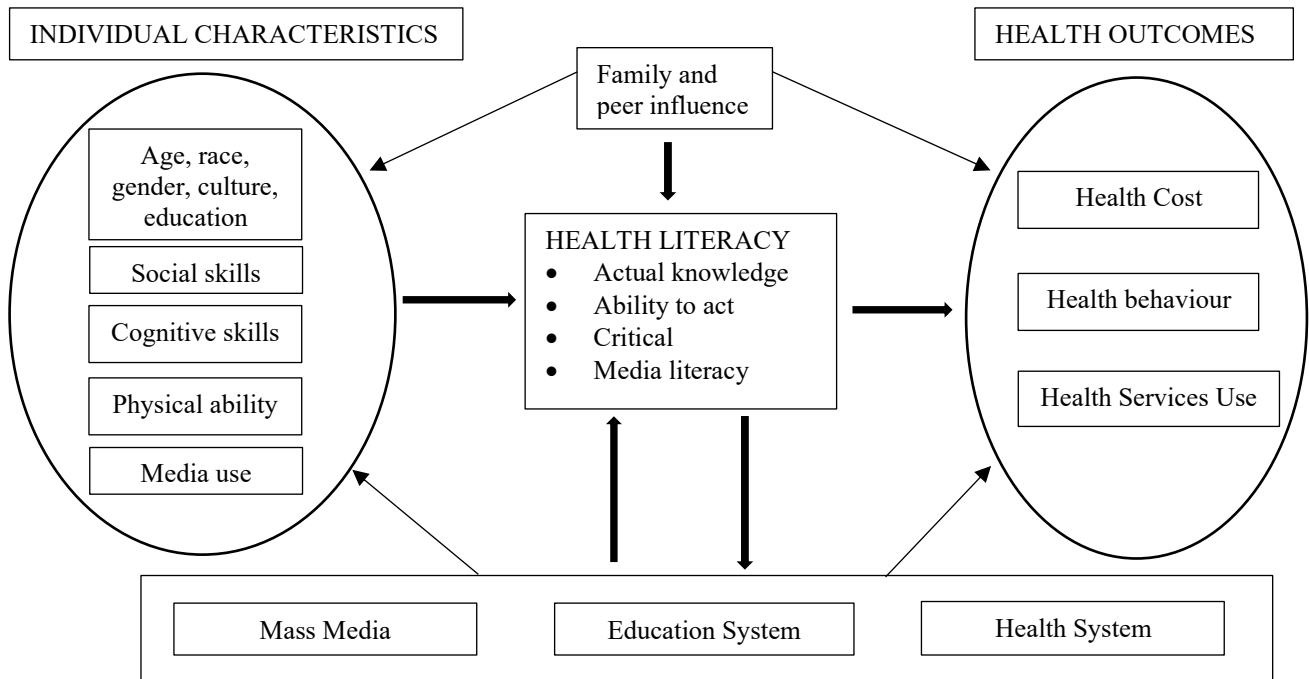 INDIVIDUAL CHARACTERISTICS
Age, race,
gender, culture,
education
Social skills
Cognitive skills
Physical ability
Media use
Family and
peer influence
HEALTH LITERACY
• Actual knowledge
• Ability to act
• Critical
• Media literacy
HEALTH OUTCOMES
Health Cost
Health behaviour
Health Services Use
Mass Media
Education System
Health System